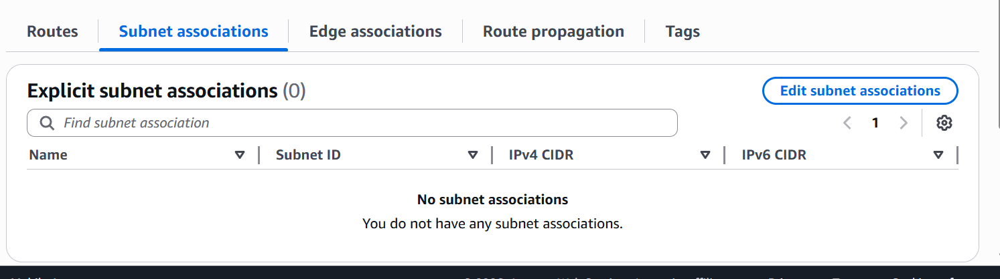 Routes Subnet associations Edge associations Route propagation Tags
Explicit subnet associations (0) Edit subnet associations
Find subnet association 1
Name Subnet ID IPv4 CIDR IPv6 CIDR
No subnet associations
You do not have any subnet associations.